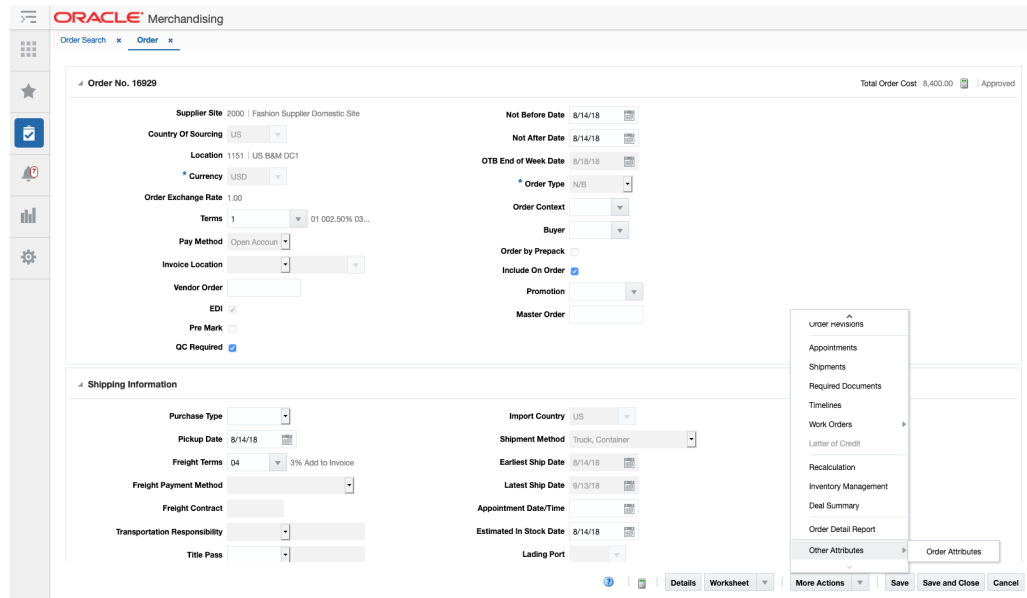 ORACLE® Merchandising
Order Search × Order ×
Order No. 16929
Total Order Cost 8,400.00 | Approved
Supplier Site 2000 | Fashion Supplier Domestic Site
Country Of Sourcing US
Location 1151 | US B&M DC1
* Currency USD
Order Exchange Rate 1.00
Terms 1 01 002.50% 03...
Pay Method Open Accoun
Invoice Location
Vendor Order
EDI
Pre Mark
QC Required
Not Before Date 8/14/18
Not After Date 8/14/18
OTB End of Week Date 8/18/18
* Order Type N/B
Order Context
Buyer
Order by Prepack
Include On Order
Promotion
Master Order
Shipping Information
Purchase Type
Pickup Date 8/14/18
Freight Terms 04 3% Add to Invoice
Freight Payment Method
Freight Contract
Transportation Responsibility
Title Pass
Import Country US
Shipment Method Truck, Container
Earliest Ship Date 8/14/18
Latest Ship Date 9/13/18
Appointment Date/Time
Estimated In Stock Date 8/14/18
Lading Port
Order Revisions
Appointments
Shipments
Required Documents
Timelines
Work Orders
Letter of Credit
Recalculation
Inventory Management
Deal Summary
Order Detail Report
Other Attributes
Order Attributes
7
? Details Worksheet More Actions Save Save and Close Cancel